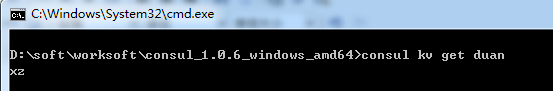 C:\Windows\System32\cmd.exe
D:\soft\worksoft\consul_1.0.6_windows_amd64>consul kv get duan
xz